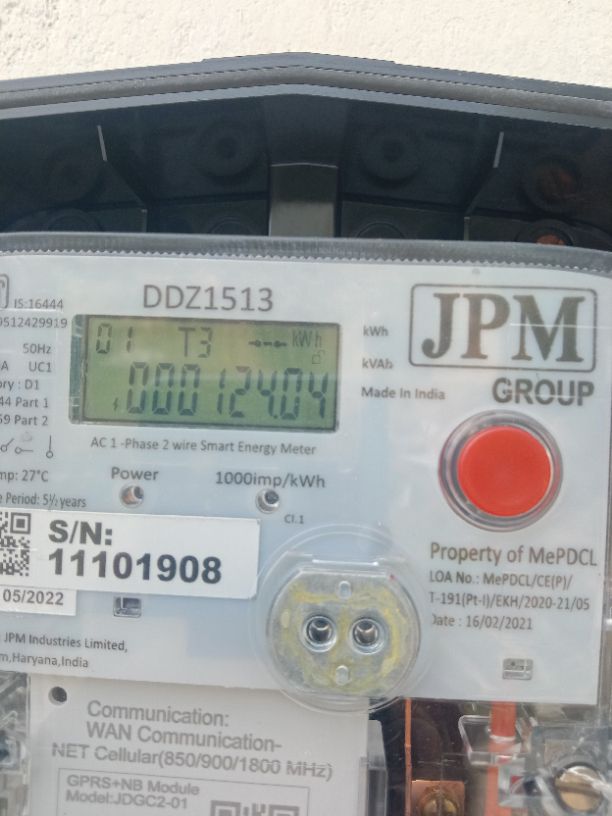 IS:16444
DDZ1513
9512429919
50Hz
UC1
01 T3 kWh
000124.04
kWh
kVAh
Made In India
JPM
GROUP
ory : D1
44 Part 1
59 Part 2
AC 1 -Phase 2 wire Smart Energy Meter
mp: 27°C
e Period: 5½ years
Power
1000imp/kWh
Cl.1
S/N:
11101908
05/2022
Property of MePDCL
LOA No.: MePDCL/CE(P)/
T-191(Pt-I)/EKH/2020-21/05
Date : 16/02/2021
: JPM Industries Limited,
m,Haryana,India
Communication:
WAN Communication-
NET Cellular(850/900/1800 MHz)
GPRS+NB Module
Model:JDGC2-01